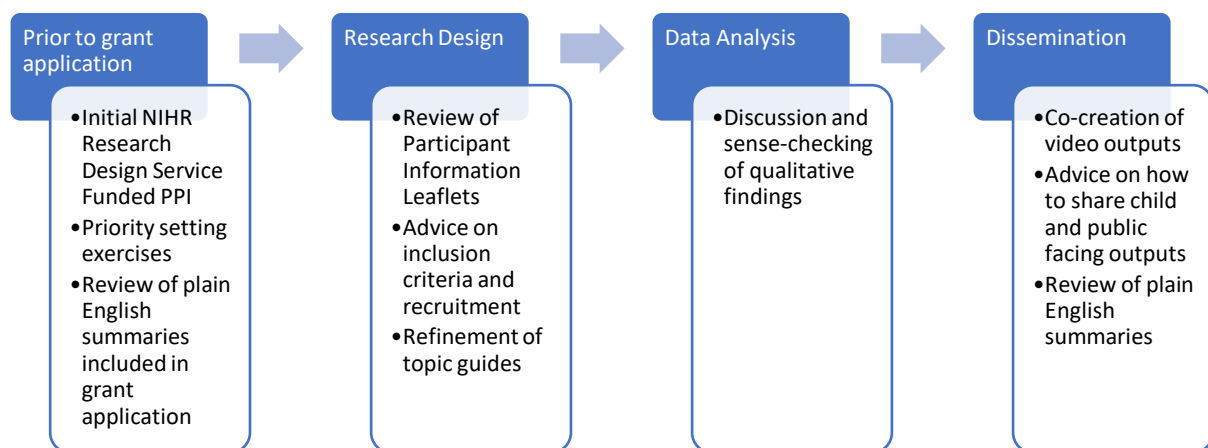 Prior to grant
application
•Initial NIHR
Research
Design Service
Funded PPI
•Priority setting
exercises
•Review of plain
English
summaries
included in
grant
application
Research Design
•Review of
Participant
Information
Leaflets
•Advice on
inclusion
criteria and
recruitment
•Refinement of
topic guides
Data Analysis
•Discussion and
sense-checking
of qualitative
findings
Dissemination
•Co-creation of
video outputs
•Advice on how
to share child
and public
facing outputs
•Review of plain
English
summaries